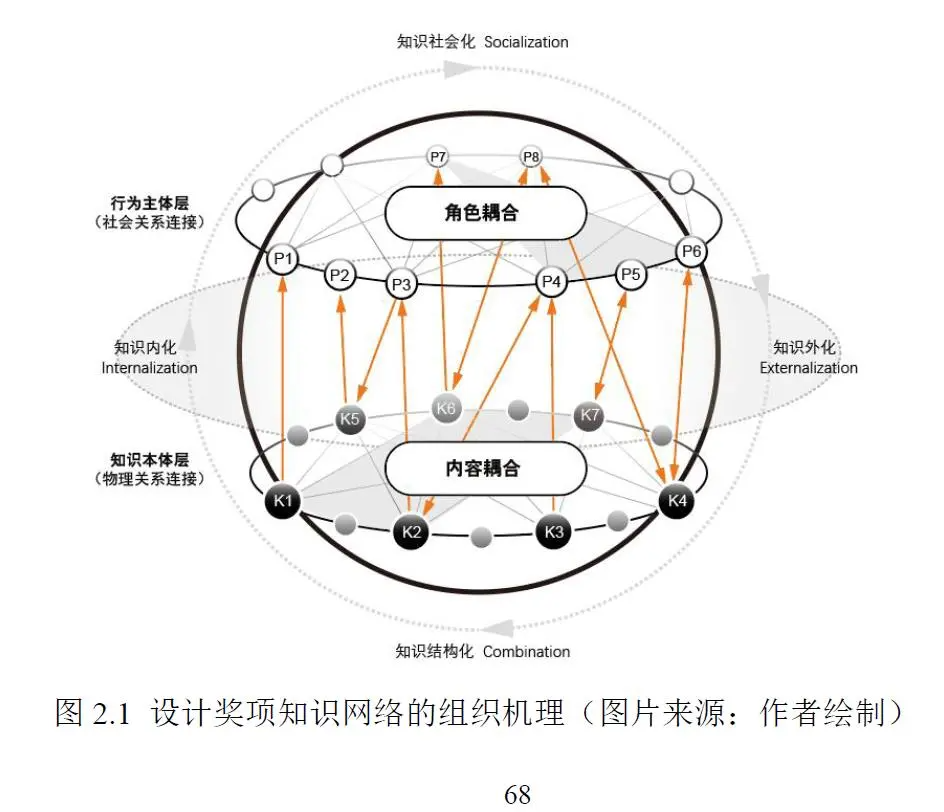 知识社会化 Socialization
P7
P8
行为主体层
（社会关系连接）
角色耦合
P1
P2
P3
P4
P5
P6
知识内化
Internalization
知识外化
Externalization
K5
K6
K7
知识本体层
（物理关系连接）
内容耦合
K1
K2
K3
K4
知识结构化 Combination
图 2.1 设计奖项知识网络的组织机理（图片来源：作者绘制）
68